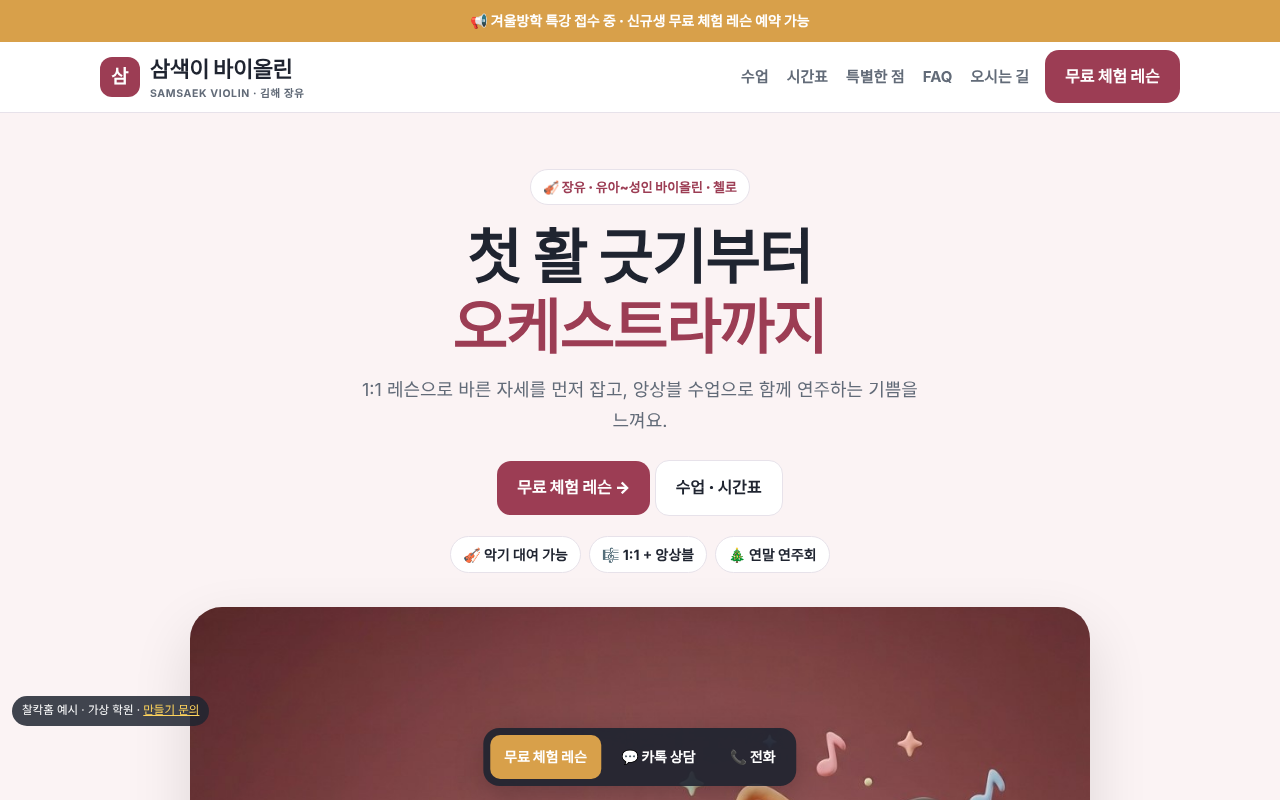 📢 겨울방학 특강 접수 중 · 신규생 무료 체험 레슨 예약 가능
삼
삼색이 바이올린
SAMSAEK VIOLIN · 김해 장유
수업
시간표
특별한 점
FAQ
오시는 길
무료 체험 레슨
🎻 장유 · 유아~성인 바이올린 · 첼로
첫 활 긋기부터
오케스트라까지
1:1 레슨으로 바른 자세를 먼저 잡고, 앙상블 수업으로 함께 연주하는 기쁨을
느껴요.
무료 체험 레슨 →
수업 · 시간표
🎻 악기 대여 가능
🎼 1:1 + 앙상블
🎄 연말 연주회
찰칵홈 예시 · 가상 학원 · 만들기 문의
무료 체험 레슨
💬 카톡 상담
📞 전화